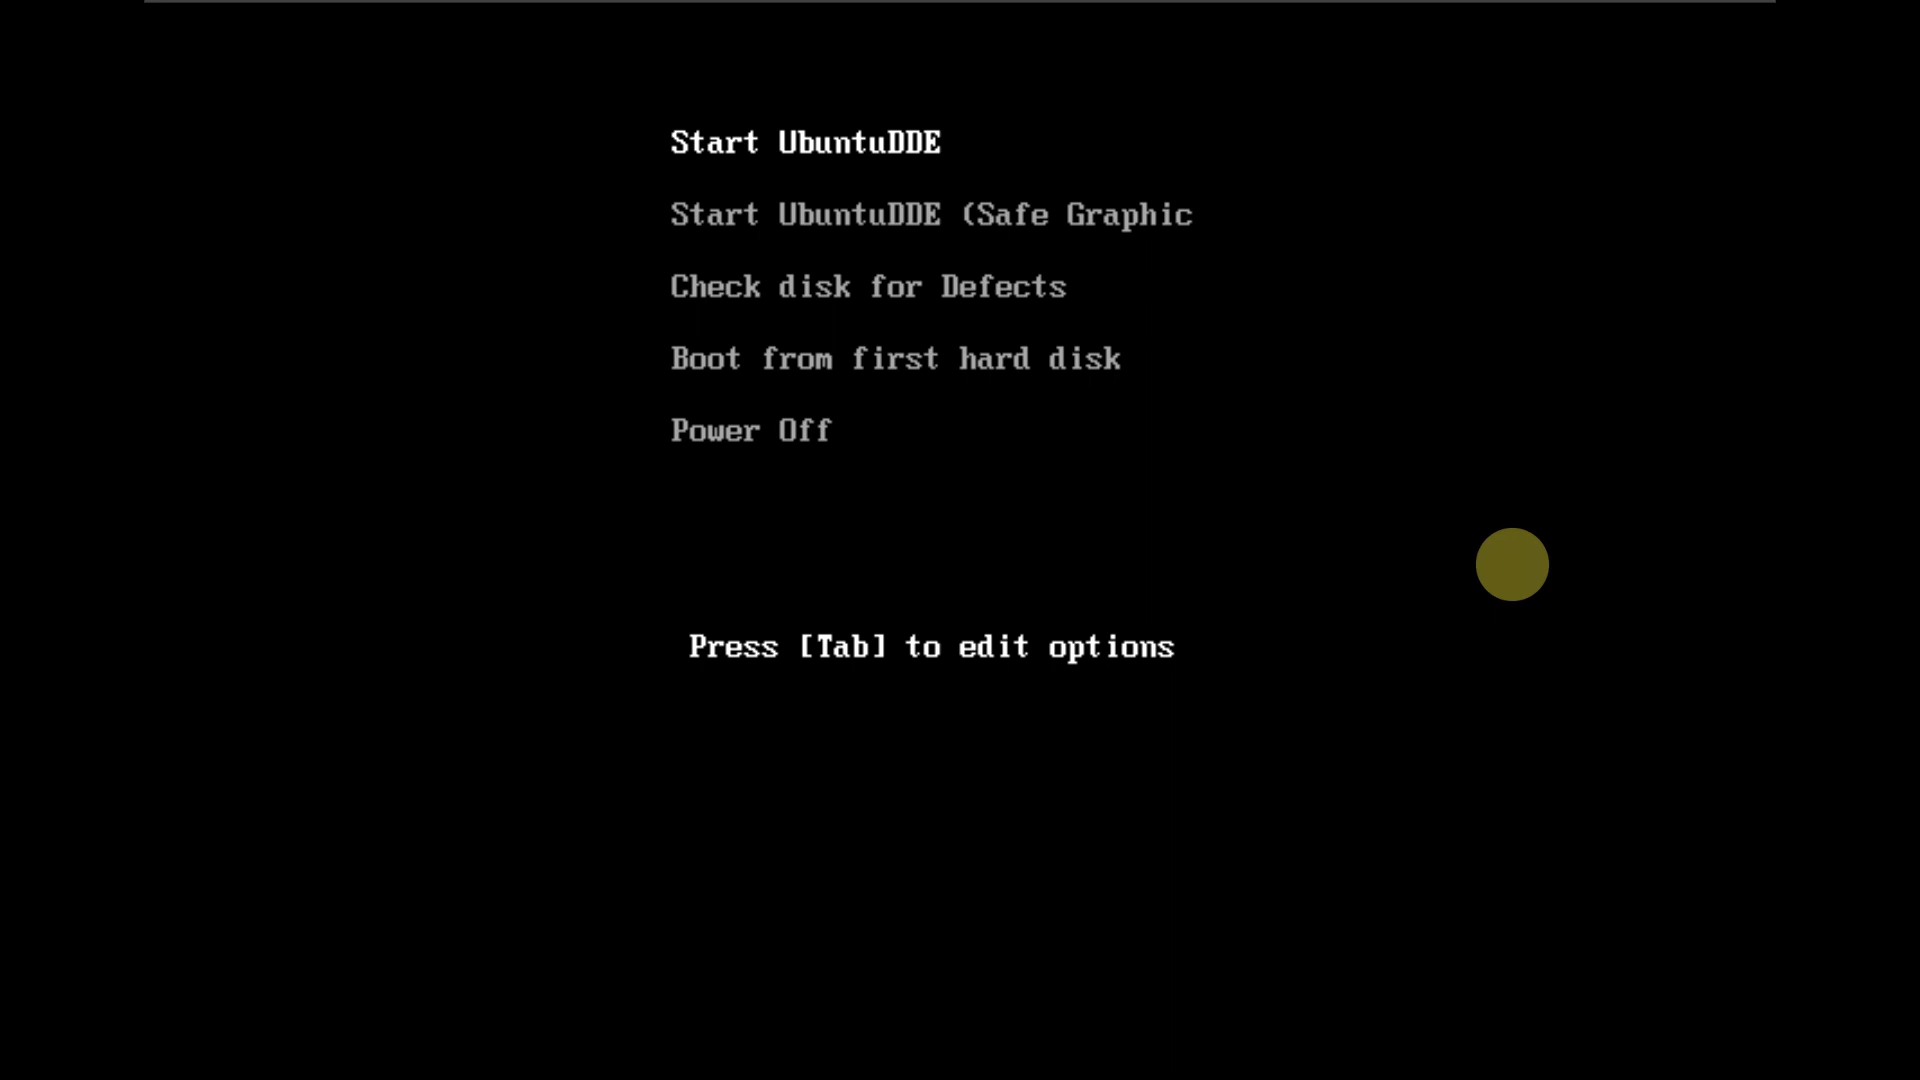 Start UbuntuDDE
Start UbuntuDDE (Safe Graphic
Check disk for Defects
Boot from first hard disk
Power Off
Press [Tab] to edit options